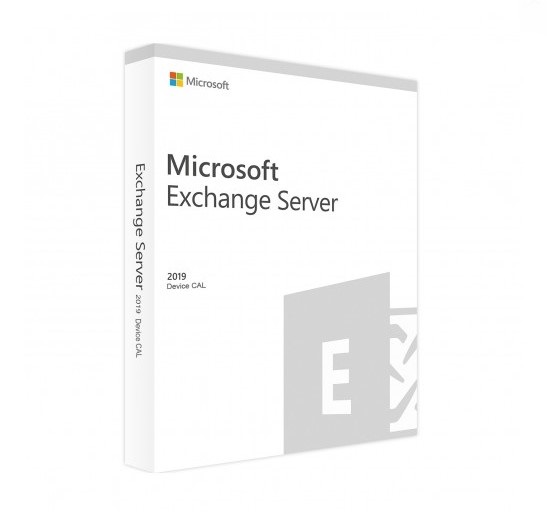 Microsoft
Microsoft
Exchange Server
2019
Device CAL
E
Exchange Server 2019 Device CAL